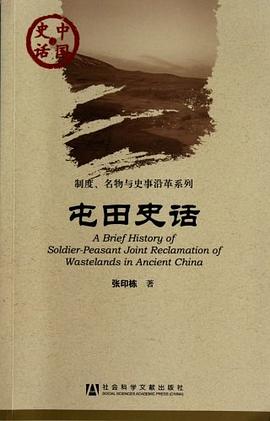 中国
史话
制度、名物与史事沿革系列
屯田史话
A Brief History of
Soldier-Peasant Joint Reclamation of
Wastelands in Ancient China
张印栋 著
社会科学文献出版社
SOCIAL SCIENCES ACADEMIC PRESS (CHINA)